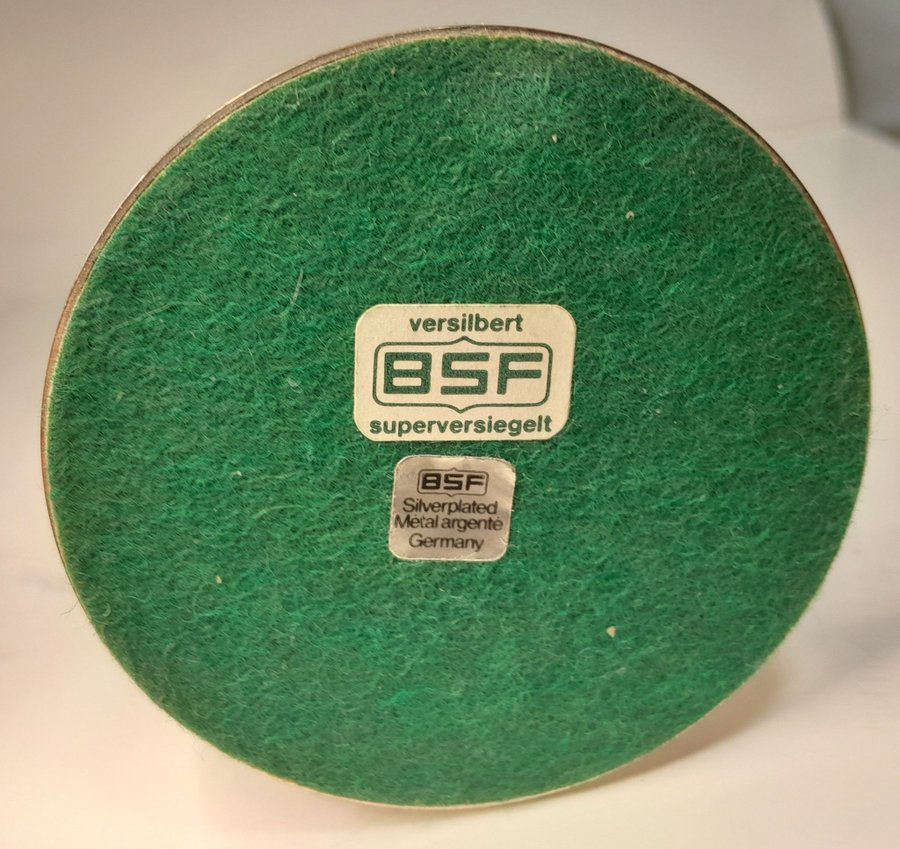 versilbert
BSF
superversiegelt
BSF
Silverplated
Métal argenté
Germany